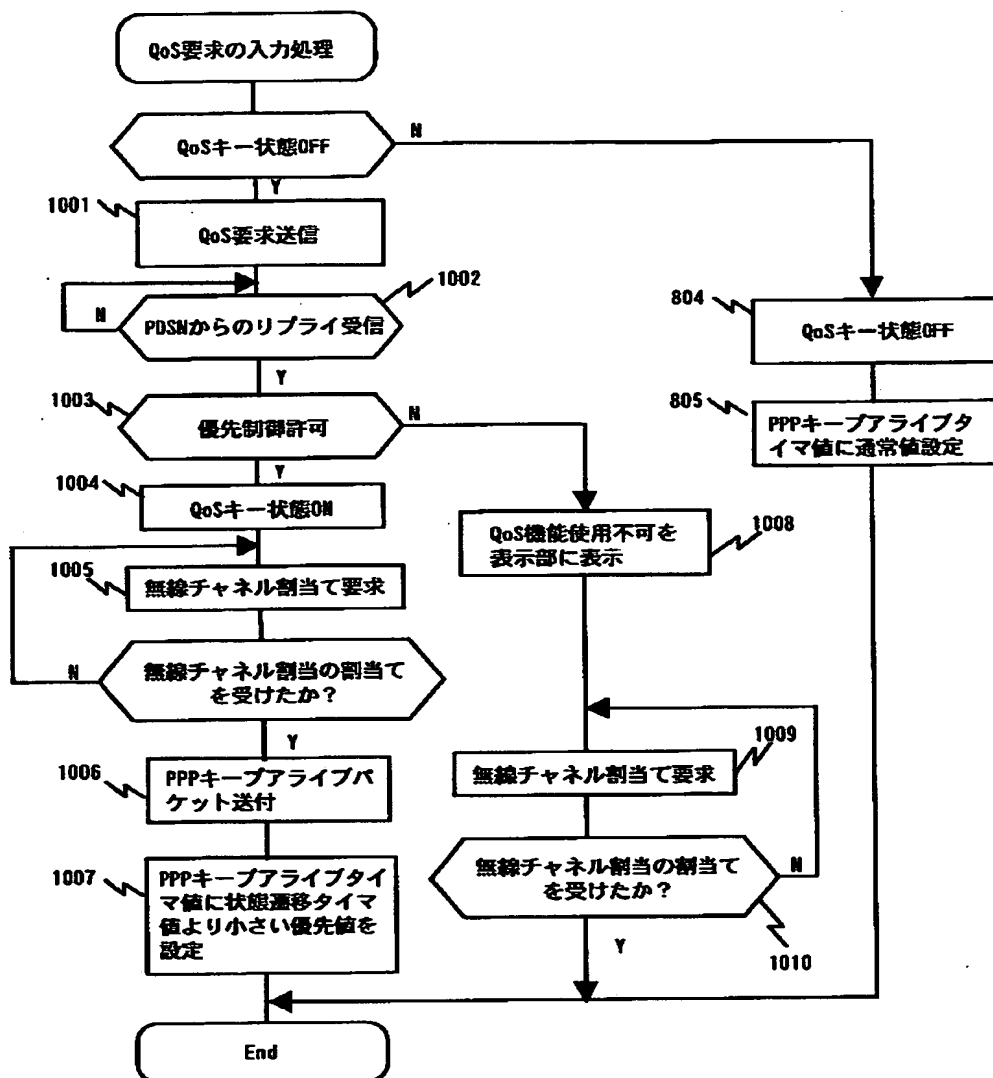 QoS要求の入力処理
QoSキー状態OFF
N
Y
1001
QoS要求送信
1002
N
PDSNからのリプライ受信
Y
1003
優先制御許可
N
Y
1004
QoSキー状態ON
1005
無線チャネル割当て要求
N
無線チャネル割当の割当て
を受けたか?
Y
1006
PPPキープアライブパ
ケット送付
1007
PPPキープアライブタイ
マ値に状態遷移タイマ
値より小さい優先値を
設定
QoS機能使用不可を
表示部に表示
1008
1009
無線チャネル割当て要求
無線チャネル割当の割当て
を受けたか?
N
1010
Y
804
QoSキー状態OFF
805
PPPキープアライブタ
イマ値に通常値設定
End